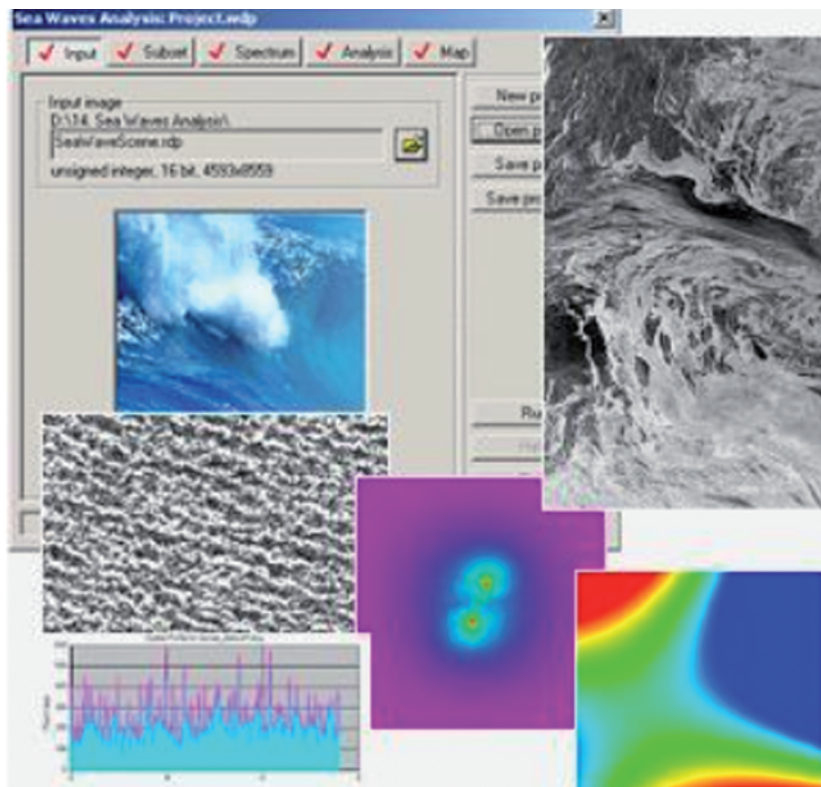 Sea Waves Analysis: Project.wdp
Input Subset Spectrum Analysis Map
Input image
D:\14. Sea Waves Analysis\
SeaWaveScene.rdp
unsigned integer, 16 bit, 4593x8559
New p
Open p
Save p
Save pro
Ru